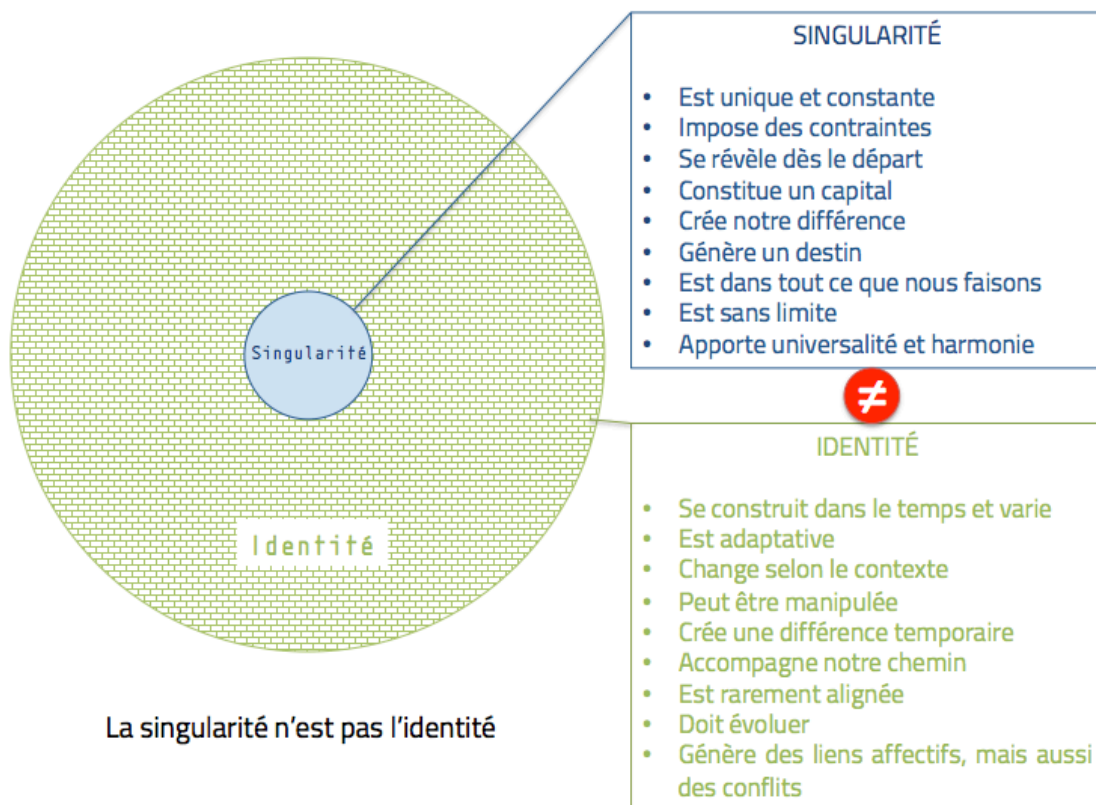 SINGULARITÉ
• Est unique et constante
• Impose des contraintes
• Se révèle dès le départ
• Constitue un capital
• Crée notre différence
• Génère un destin
• Est dans tout ce que nous faisons
• Est sans limite
• Apporte universalité et harmonie
≠
IDENTITÉ
• Se construit dans le temps et varie
• Est adaptative
• Change selon le contexte
• Peut être manipulée
• Crée une différence temporaire
• Accompagne notre chemin
• Est rarement alignée
• Doit évoluer
• Génère des liens affectifs, mais aussi
des conflits
Singularité
Identité
La singularité n'est pas l'identité